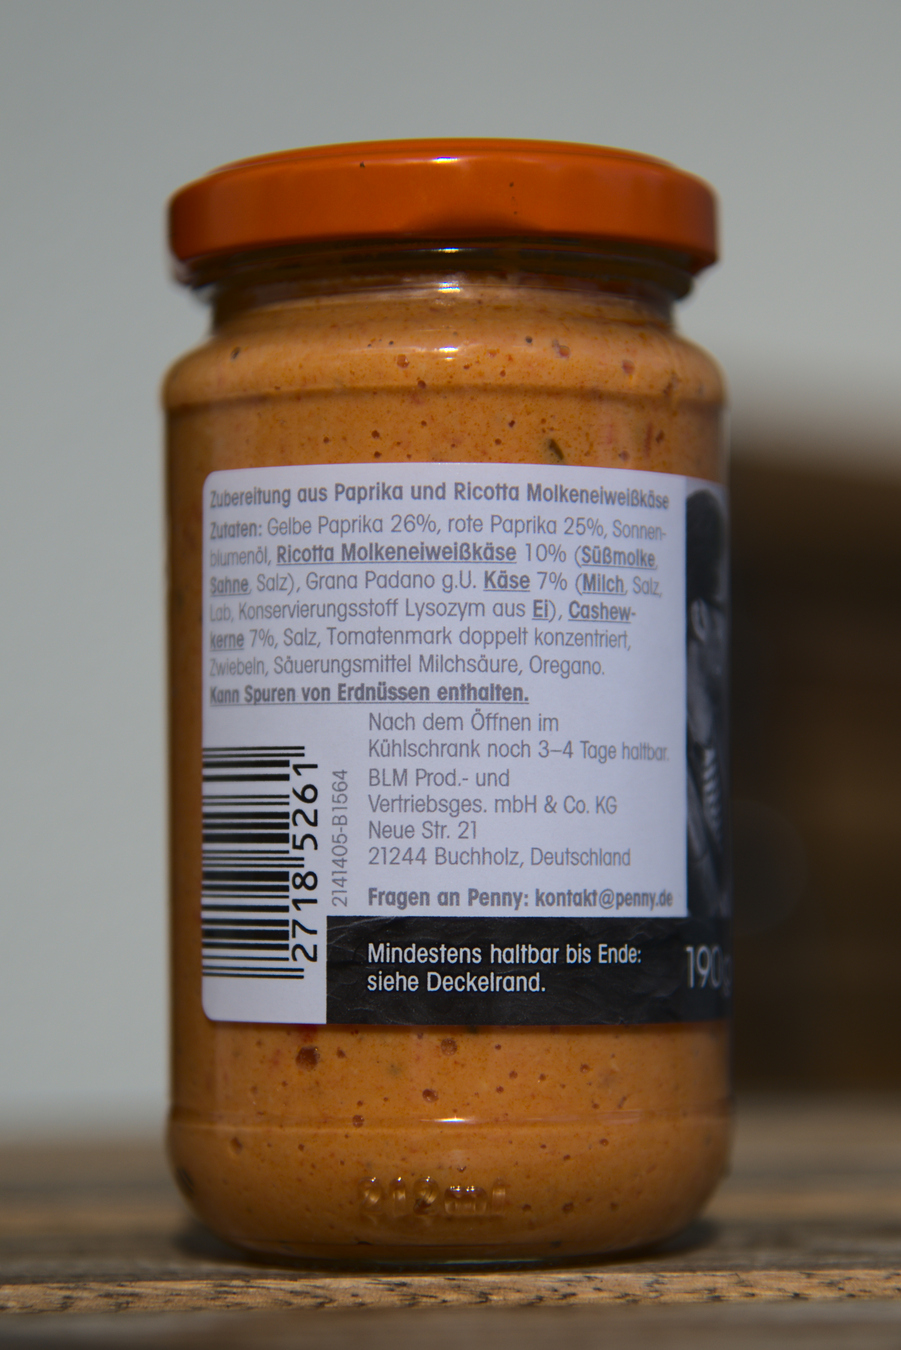 Zubereitung aus Paprika und Ricotta Molkeneiweißkäse
Zutaten: Gelbe Paprika 26%, rote Paprika 25%, Sonnen-
blumenöl, Ricotta Molkeneiweißkäse 10% (Süßmolke,
Sahne, Salz), Grana Padano g.U. Käse 7% (Milch, Salz,
Lab, Konservierungsstoff Lysozym aus Ei), Cashew-
kerne 7%, Salz, Tomatenmark doppelt konzentriert,
Zwiebeln, Säuerungsmittel Milchsäure, Oregano.
Kann Spuren von Erdnüssen enthalten.
Nach dem Öffnen im
Kühlschrank noch 3–4 Tage haltbar.
BLM Prod.- und
Vertriebsges. mbH & Co. KG
Neue Str. 21
21244 Buchholz, Deutschland
Fragen an Penny: kontakt@penny.de
2718 5261
2141405-B1564
Mindestens haltbar bis Ende:
siehe Deckelrand.
190g
212ml